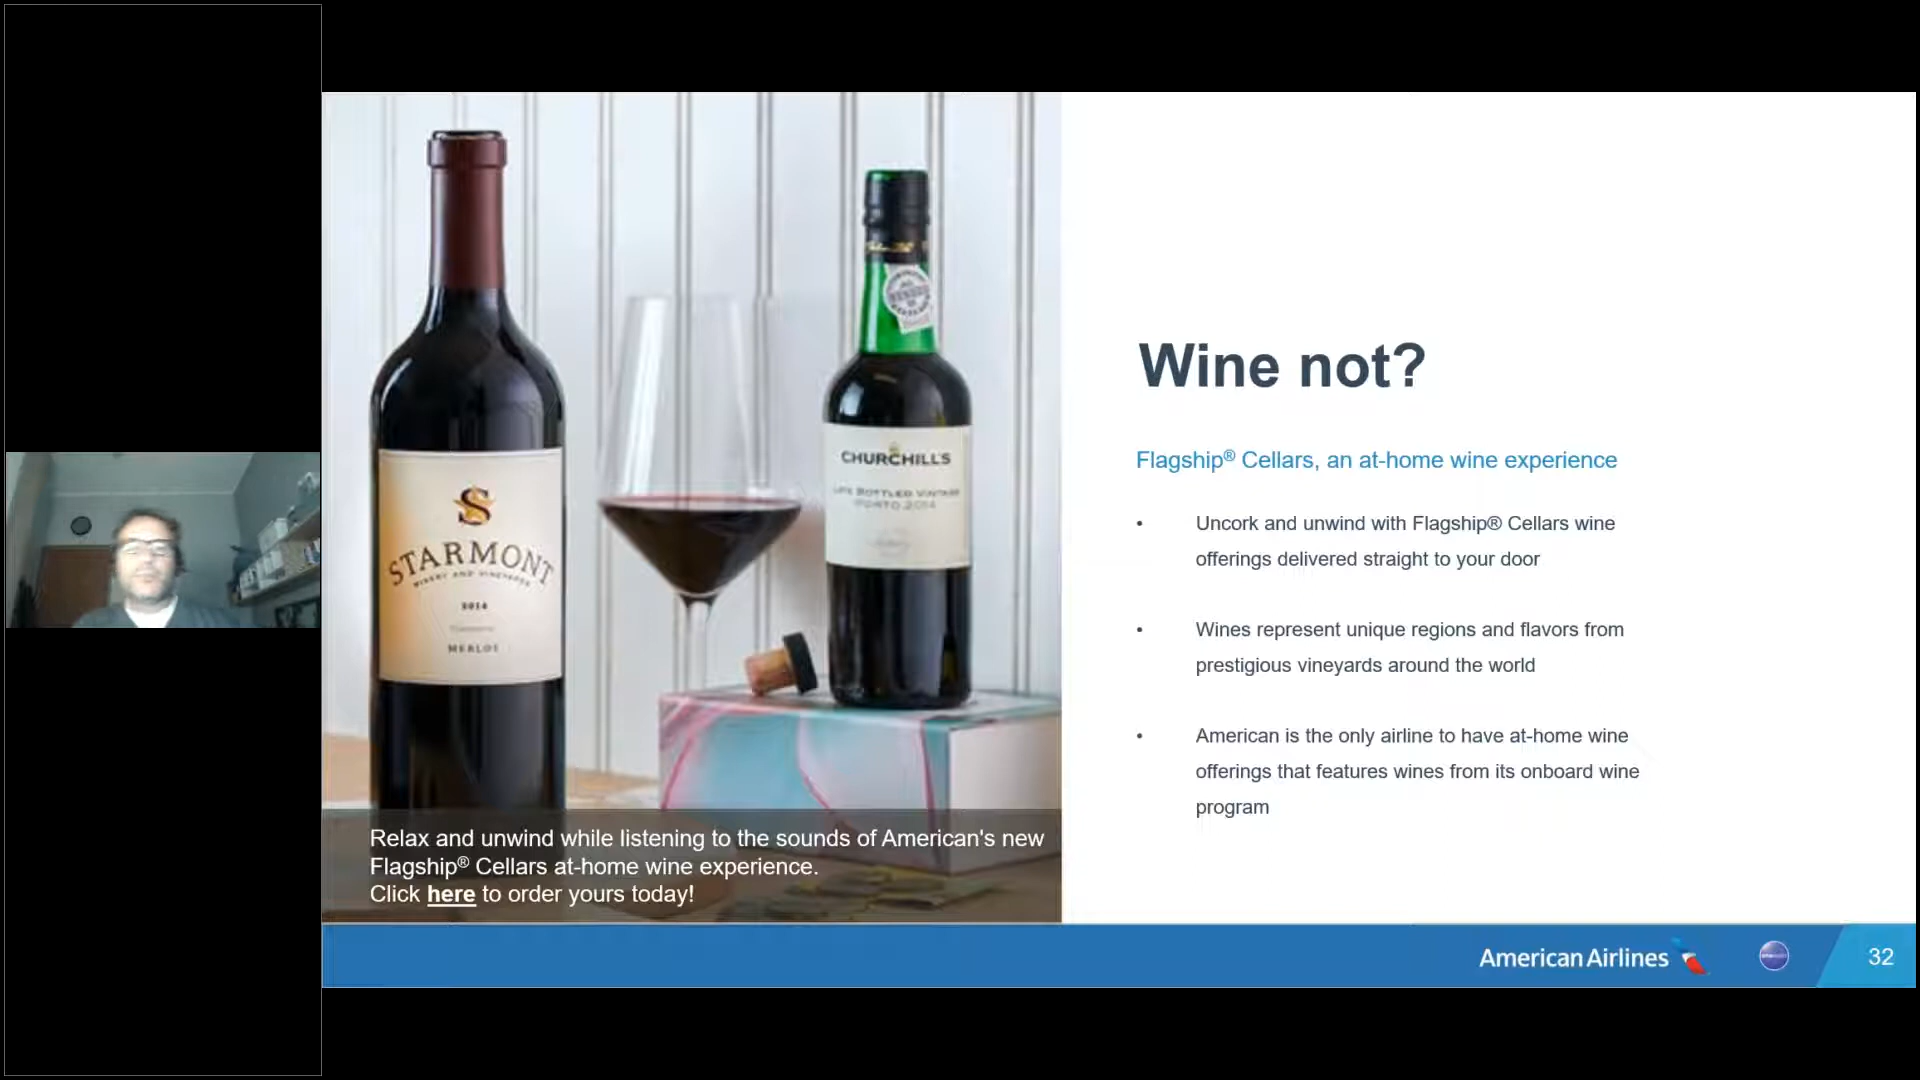 STARMONT
WINERY AND VINEYARDS
2014
MERLOT
CHURCHILL'S
LATE BOTTLED VINTAGE
PORTO 2014
Relax and unwind while listening to the sounds of American's new
Flagship® Cellars at-home wine experience.
Click here to order yours today!
Wine not?
Flagship® Cellars, an at-home wine experience
• Uncork and unwind with Flagship® Cellars wine
offerings delivered straight to your door
• Wines represent unique regions and flavors from
prestigious vineyards around the world
• American is the only airline to have at-home wine
offerings that features wines from its onboard wine
program
American Airlines
32